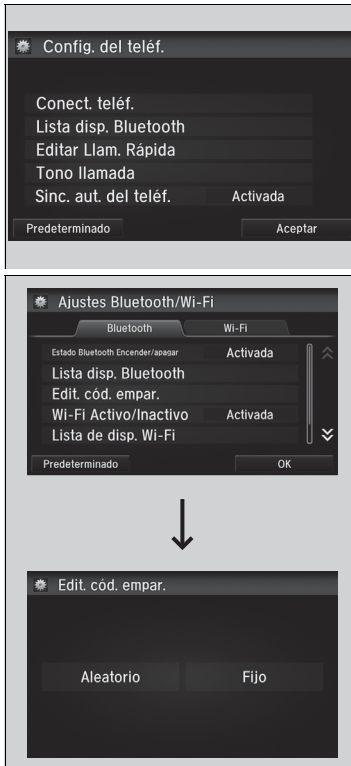 Config. del teléf.
Conect. teléf.
Lista disp. Bluetooth
Editar Llam. Rápida
Tono llamada
Sinc. aut. del teléf. Activada
Predeterminado Aceptar
Ajustes Bluetooth/Wi-Fi
Bluetooth Wi-Fi
Estado Bluetooth Encender/apagar Activada
Lista disp. Bluetooth
Edit. cód. empar.
Wi-Fi Activo/Inactivo Activada
Lista de disp. Wi-Fi
Predeterminado OK
Edit. cód. empar.
Aleatorio Fijo